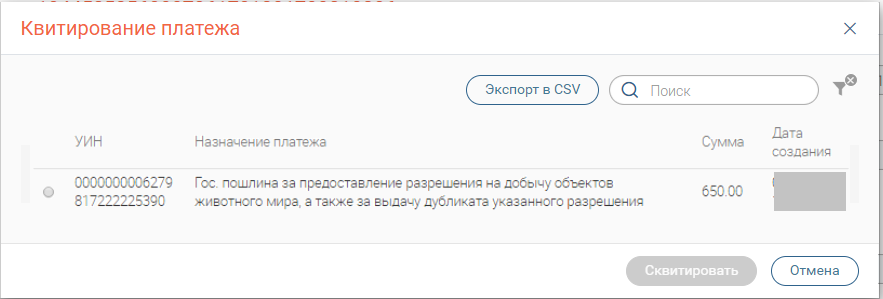 Квитирование платежа
Экспорт в CSV
Поиск
УИН Назначение платежа Сумма Дата создания
0000000006279 Гос. пошлина за предоставление разрешения на добычу объектов 650.00
817222225390 животного мира, а также за выдачу дубликата указанного разрешения
Сквитировать Отмена